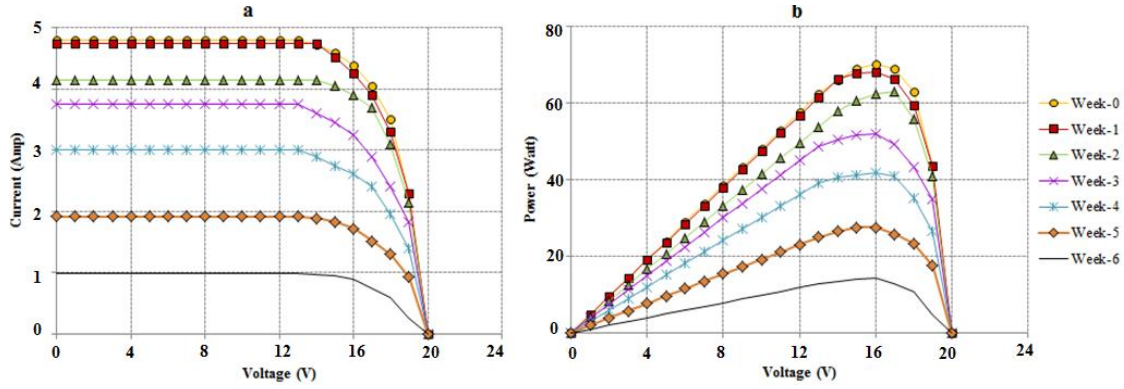 a
5
4
3
2
1
0
Current (Amp)
0 4 8 12 16 20 24
Voltage (V)
b
80
60
40
20
0
Power (Watt)
0 4 8 12 16 20 24
Voltage (V)
Week-0
Week-1
Week-2
Week-3
Week-4
Week-5
Week-6